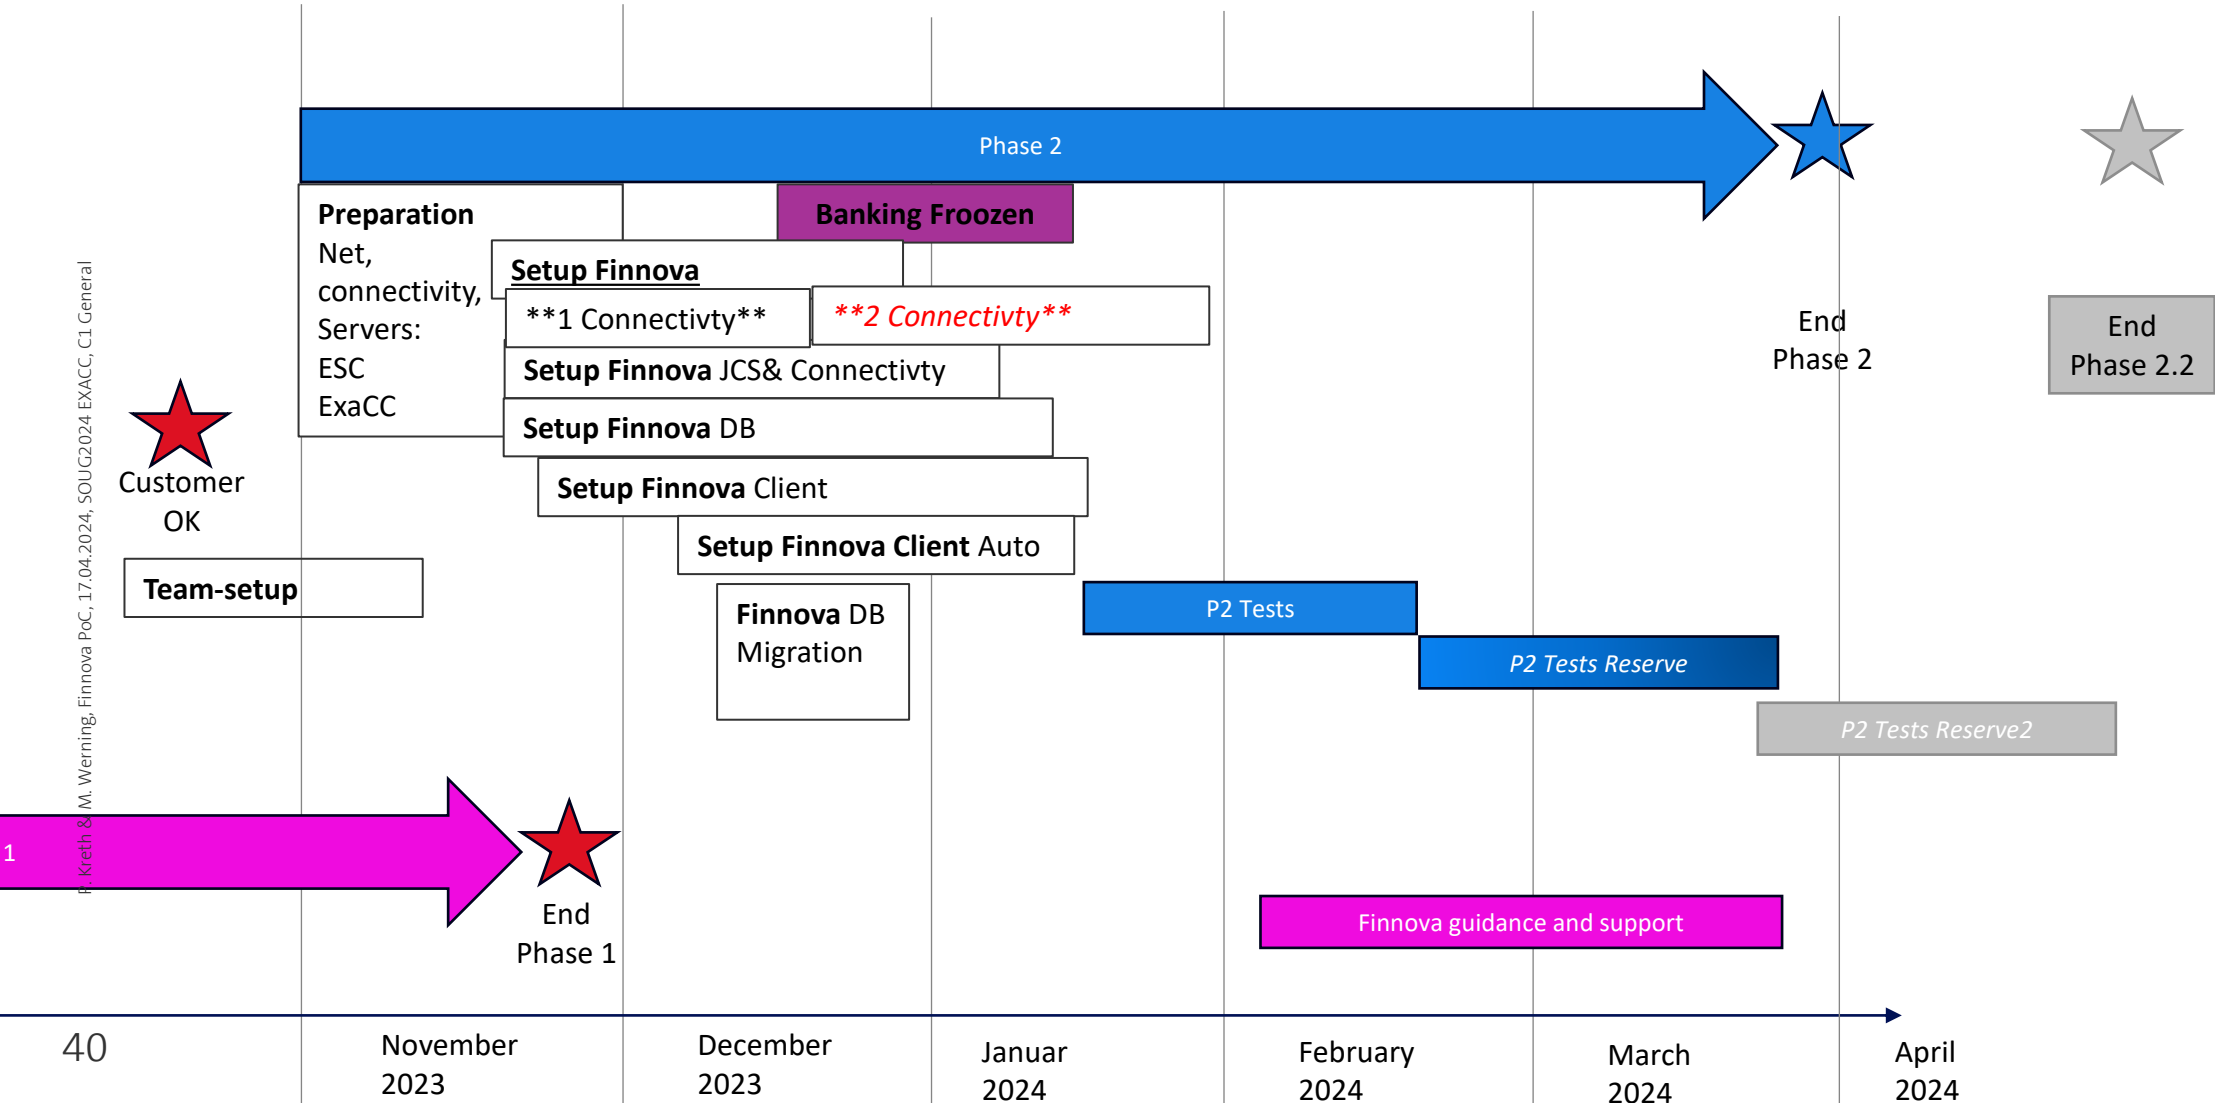 Phase 2
Preparation
Net,
connectivity,
Servers:
ESC
ExaCC
Banking Froozen
Setup Finnova
**1 Connectivty**
**2 Connectivty**
Setup Finnova JCS& Connectivty
Setup Finnova DB
Setup Finnova Client
Setup Finnova Client Auto
Finnova DB
Migration
End
Phase 2
End
Phase 2.2
Customer
OK
Team-setup
P2 Tests
P2 Tests Reserve
P2 Tests Reserve2
1
End
Phase 1
Finnova guidance and support
P. Kreth & M. Werning, Finnova PoC, 17.04.2024, SOUG2024 EXACC, C1 General
40
November
2023
December
2023
Januar
2024
February
2024
March
2024
April
2024